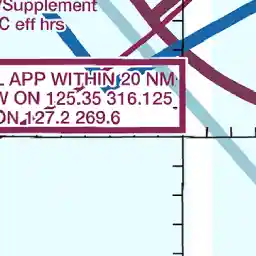 /Supplement
C eff hrs
L APP WITHIN 20 NM
W ON 125.35 316.125
ON 127.2 269.6